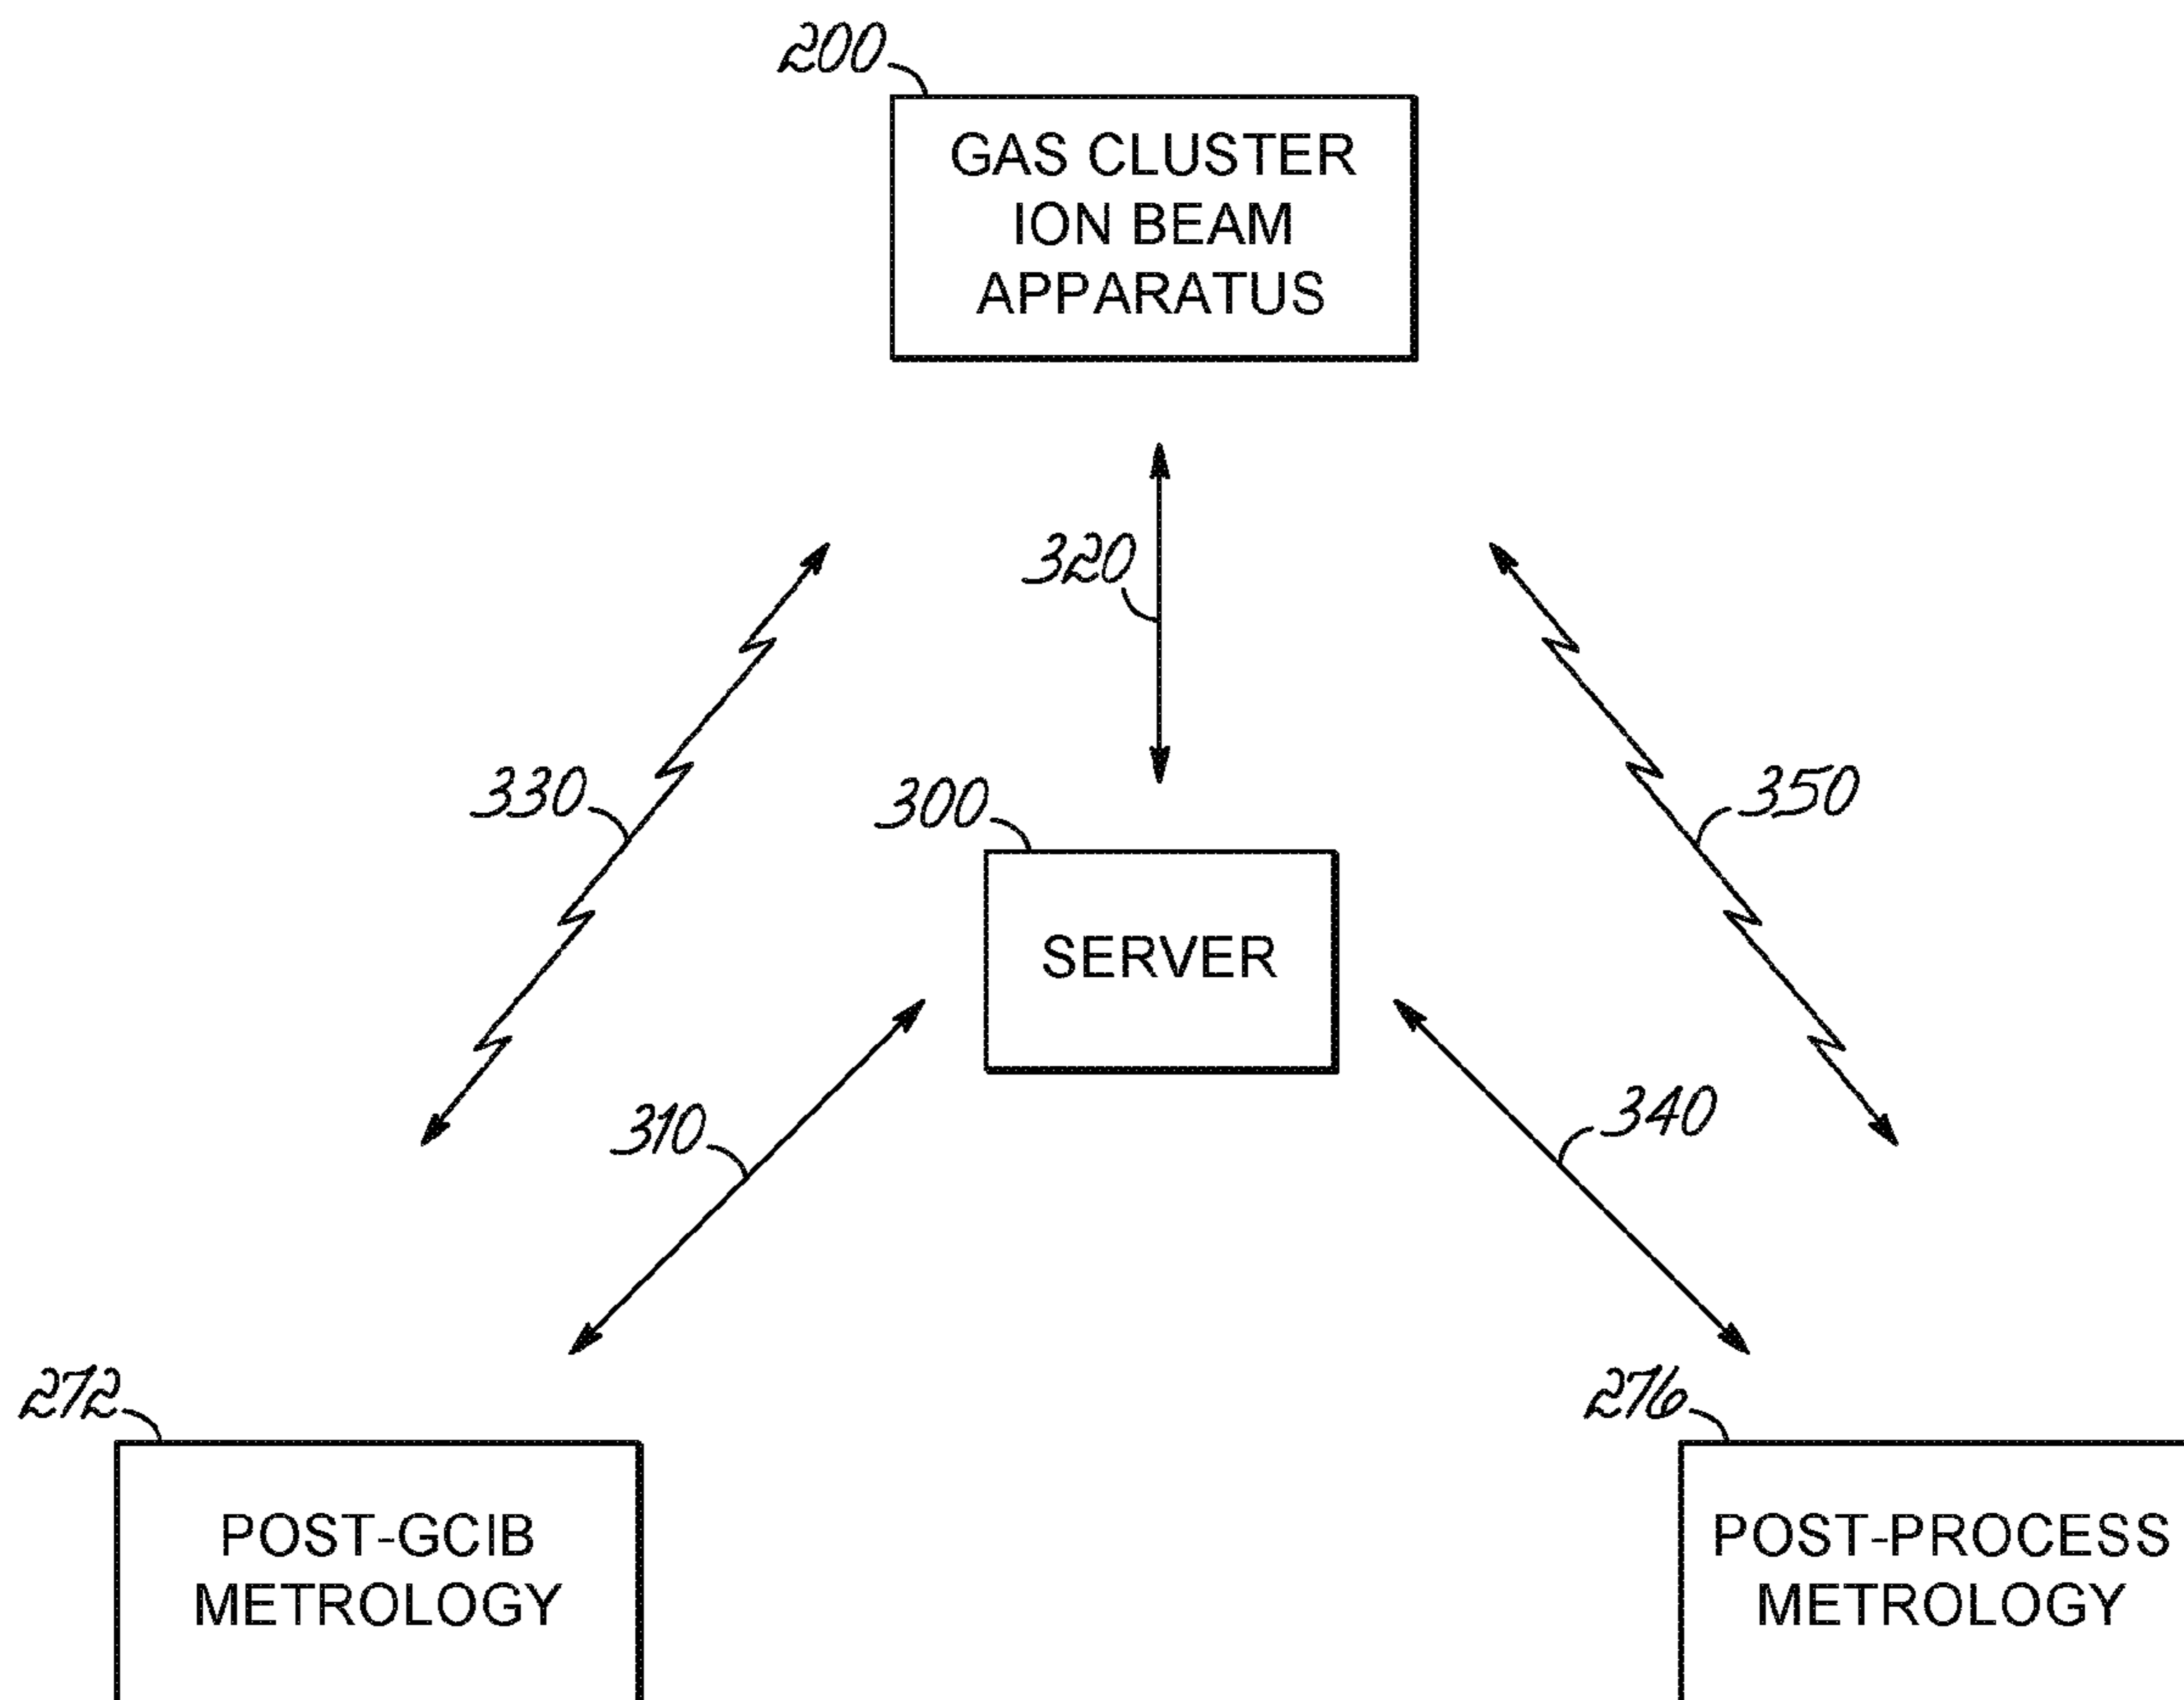 200
GAS CLUSTER
ION BEAM
APPARATUS
320
330
300
350
SERVER
310
340
272
276
POST-GCIB
METROLOGY
POST-PROCESS
METROLOGY